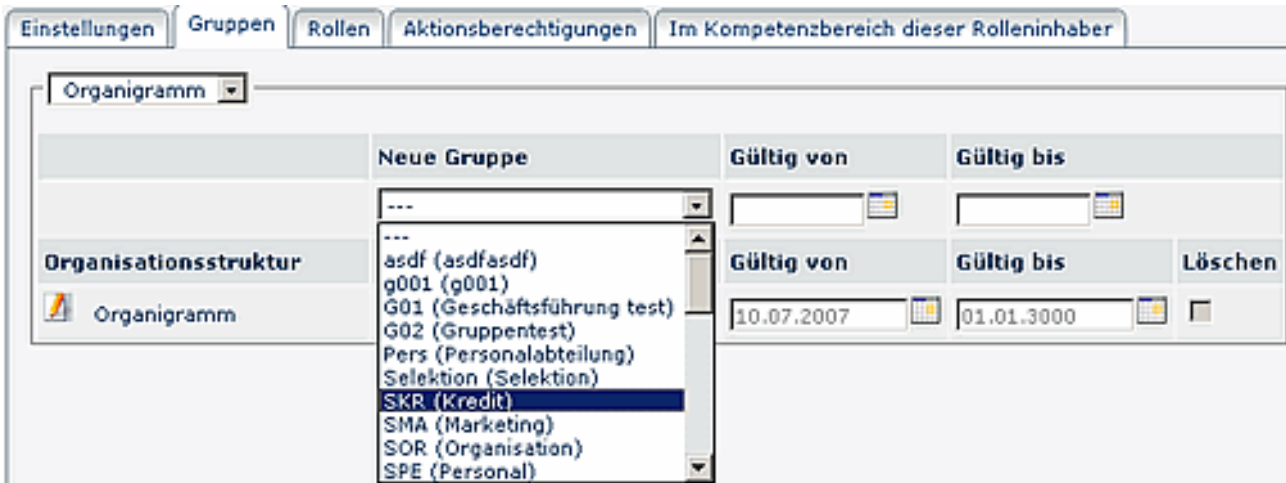 Einstellungen Gruppen Rollen Aktionsberechtigungen Im Kompetenzbereich dieser Rolleninhaber
Organigramm
Neue Gruppe Gültig von Gültig bis
---
---
asdf (asdfasdf)
g001 (g001)
G01 (Geschäftsführung test)
G02 (Gruppentest)
Pers (Personalabteilung)
Selektion (Selektion)
SKR (Kredit)
SMA (Marketing)
SOR (Organisation)
SPE (Personal)
Organisationsstruktur Gültig von Gültig bis Löschen
Organigramm 10.07.2007 01.01.3000